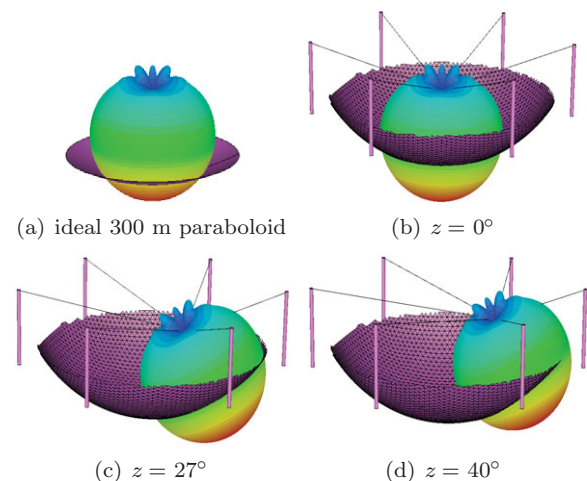 (a) ideal 300 m paraboloid
(b) z = 0°
(c) z = 27°
(d) z = 40°